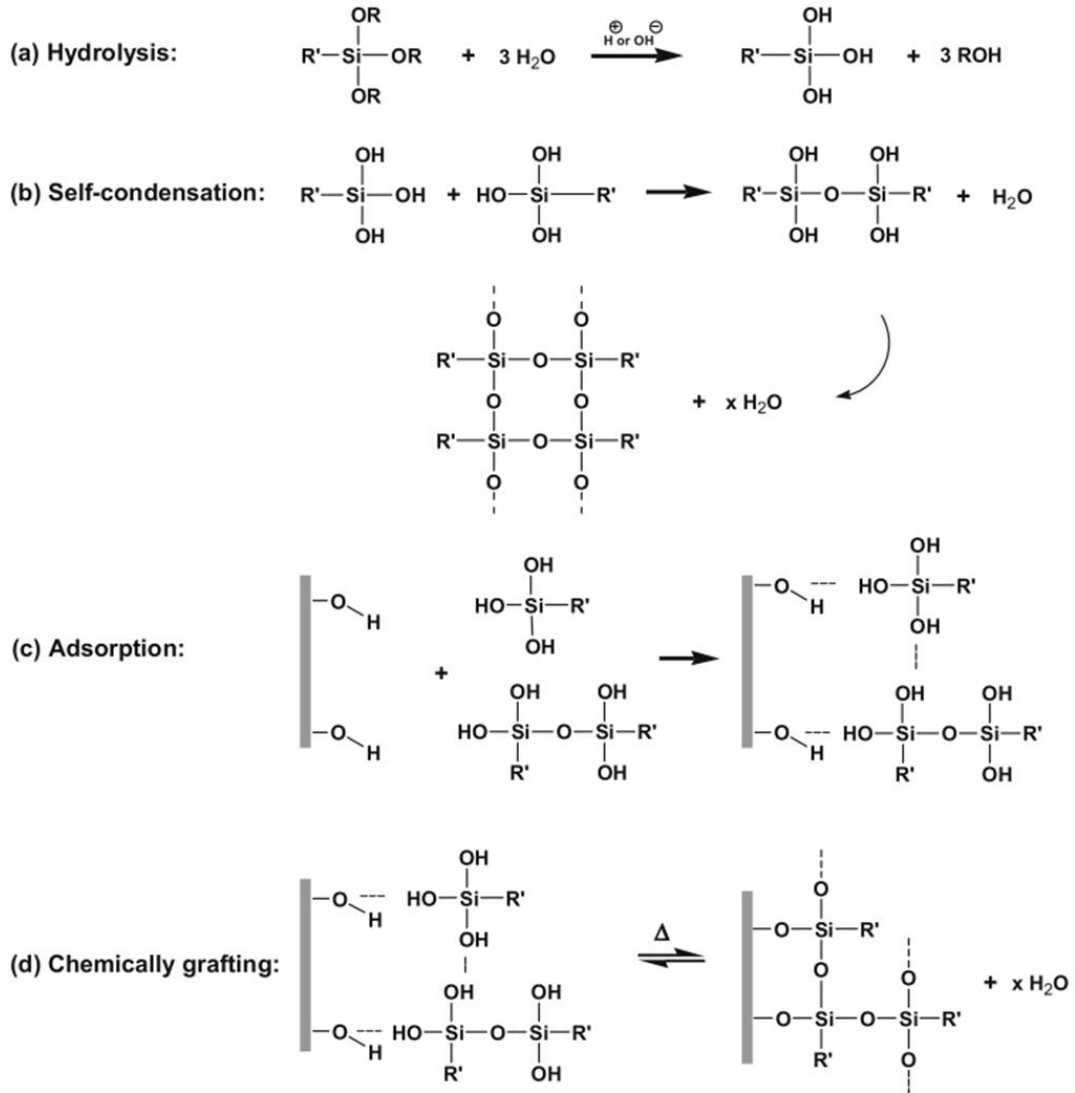 OR
(a) Hydrolysis: R'—Si—OR + 3 H₂O ⊕ H or OH ⊖ R'—Si—OH + 3 ROH
OR OH
OH
OH OH OH OH
(b) Self-condensation: R'—Si—OH + HO—Si—R' R'—Si—O—Si—R' + H₂O
OH OH OH OH
O O
R'—Si—O—Si—R'
O O + x H₂O
R'—Si—O—Si—R'
O O
(c) Adsorption:
O H
O H
+
OH
HO—Si—R'
OH
OH OH
HO—Si—O—Si—R'
R' OH
O H --- HO—Si—R'
OH
OH
OH OH
O H --- HO—Si—O—Si—R'
R' OH
(d) Chemically grafting:
OH
O H --- HO—Si—R'
OH
OH OH
O H --- HO—Si—O—Si—R'
R' OH
Δ
O
O—Si—R'
O O
O—Si—O—Si—R' + x H₂O
R' O